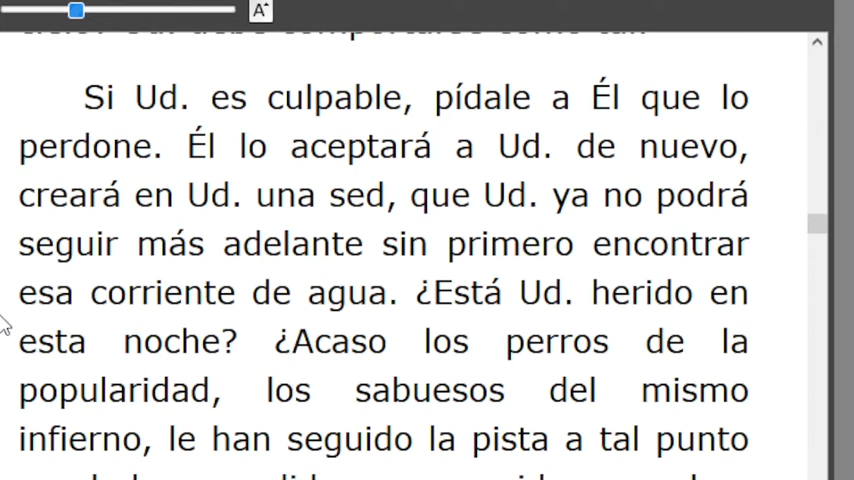 A
Si Ud. es culpable, pídale a Él que lo
perdone. Él lo aceptará a Ud. de nuevo,
creará en Ud. una sed, que Ud. ya no podrá
seguir más adelante sin primero encontrar
esa corriente de agua. ¿Está Ud. herido en
esta noche? ¿Acaso los perros de la
popularidad, los sabuesos del mismo
infierno, le han seguido la pista a tal punto